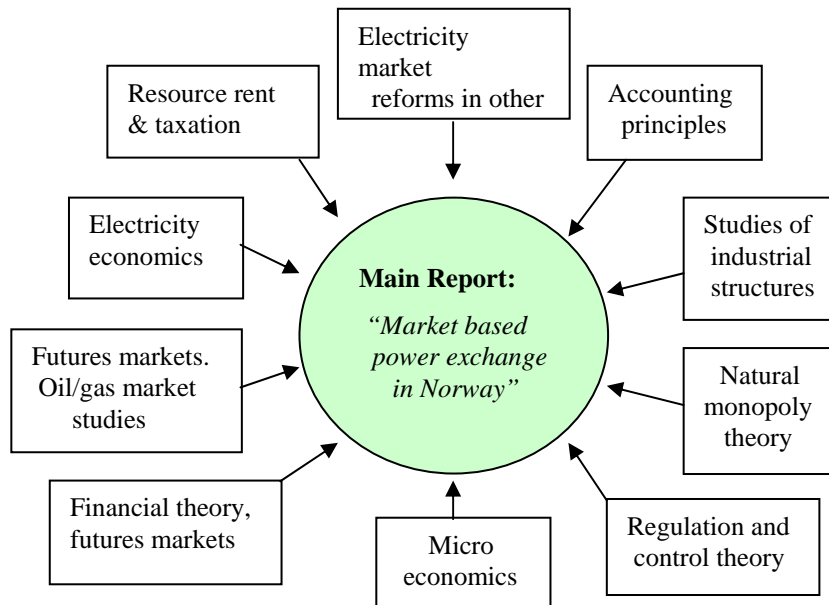 Electricity
market
reforms in other
Resource rent
& taxation
Accounting
principles
Electricity
economics
Studies of
industrial
structures
Main Report:
“Market based
power exchange
in Norway”
Futures markets.
Oil/gas market
studies
Natural
monopoly
theory
Financial theory,
futures markets
Micro
economics
Regulation and
control theory